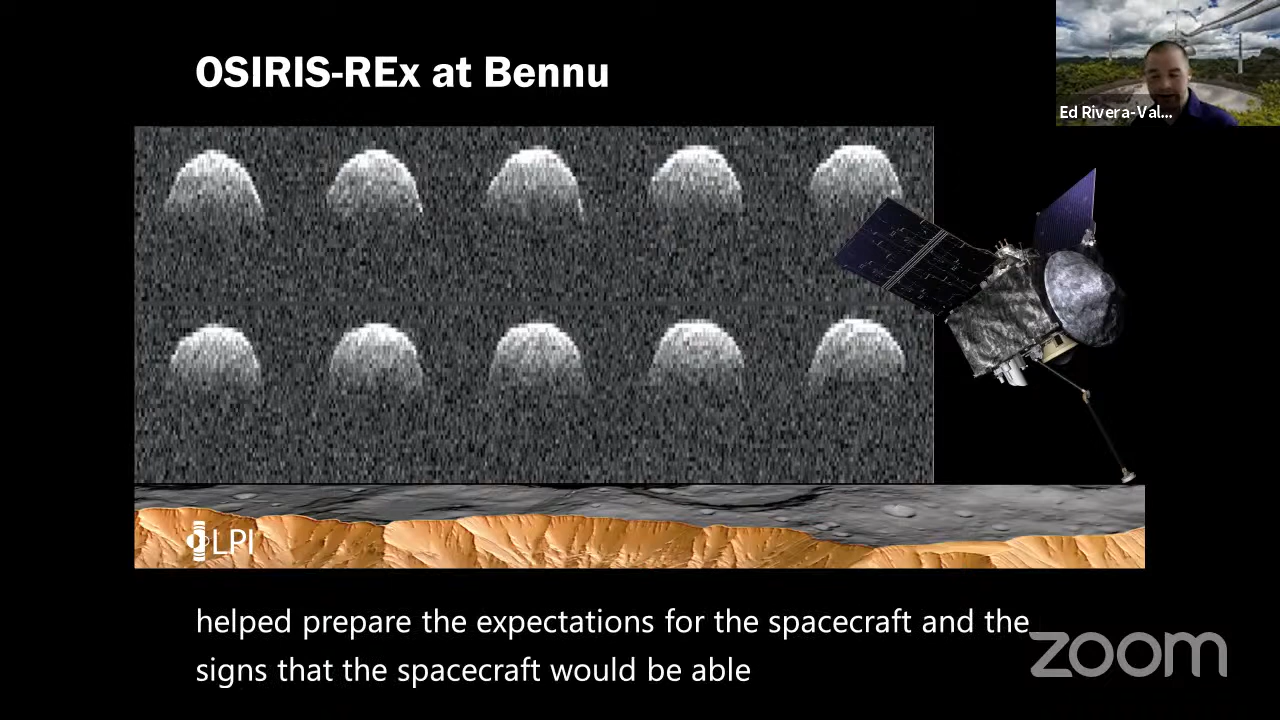 OSIRIS-REx at Bennu
Ed Rivera-Val...
LPI
helped prepare the expectations for the spacecraft and the
signs that the spacecraft would be able
zoom